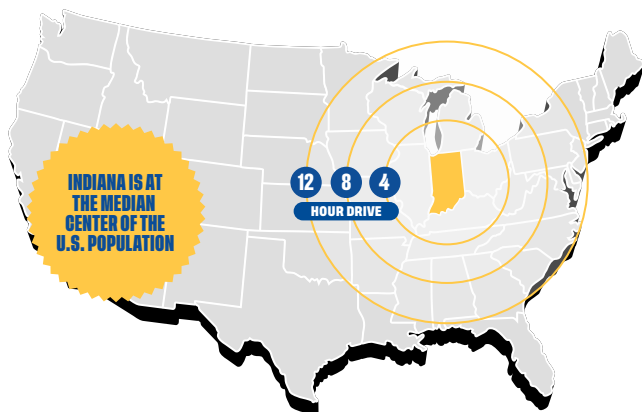 INDIANA IS AT
THE MEDIAN
CENTER OF THE
U.S. POPULATION
12 8 4
HOUR DRIVE